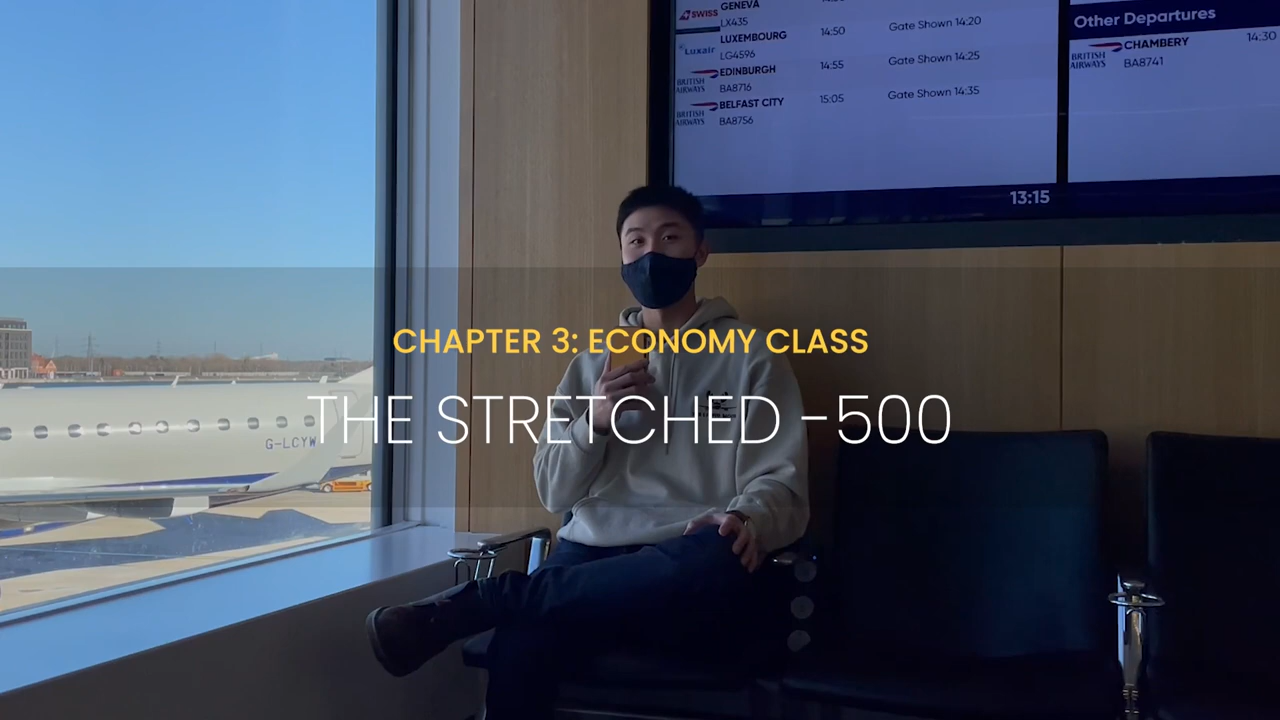 GENEVA
SWISS
LX435
LUXEMBOURG
14:50
Gate Shown 14:20
Luxair
LG4596
EDINBURGH
14:55
Gate Shown 14:25
BRITISH AIRWAYS
BA8716
BELFAST CITY
15:05
Gate Shown 14:35
BRITISH AIRWAYS
BA8756
Other Departures
CHAMBERY
14:30
BRITISH AIRWAYS
BA8741
13:15
CHAPTER 3: ECONOMY CLASS
THE STRETCHED -500
G-LCYW